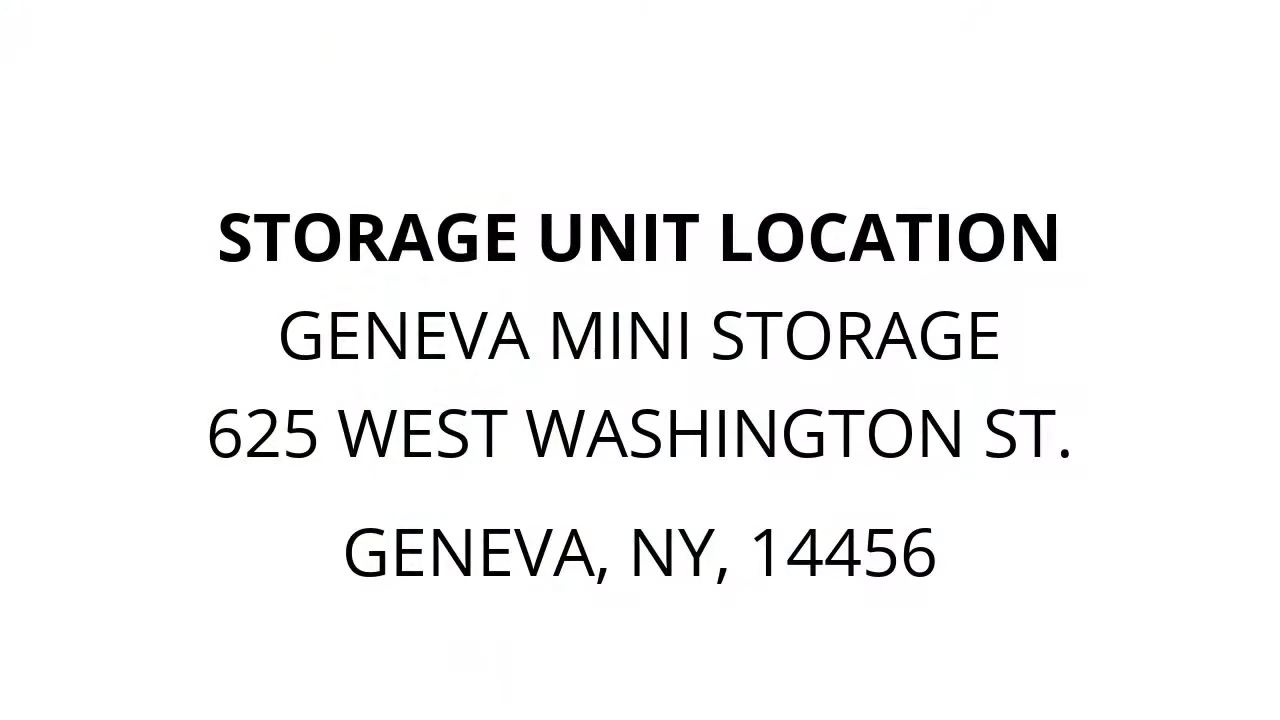 STORAGE UNIT LOCATION
GENEVA MINI STORAGE
625 WEST WASHINGTON ST.
GENEVA, NY, 14456